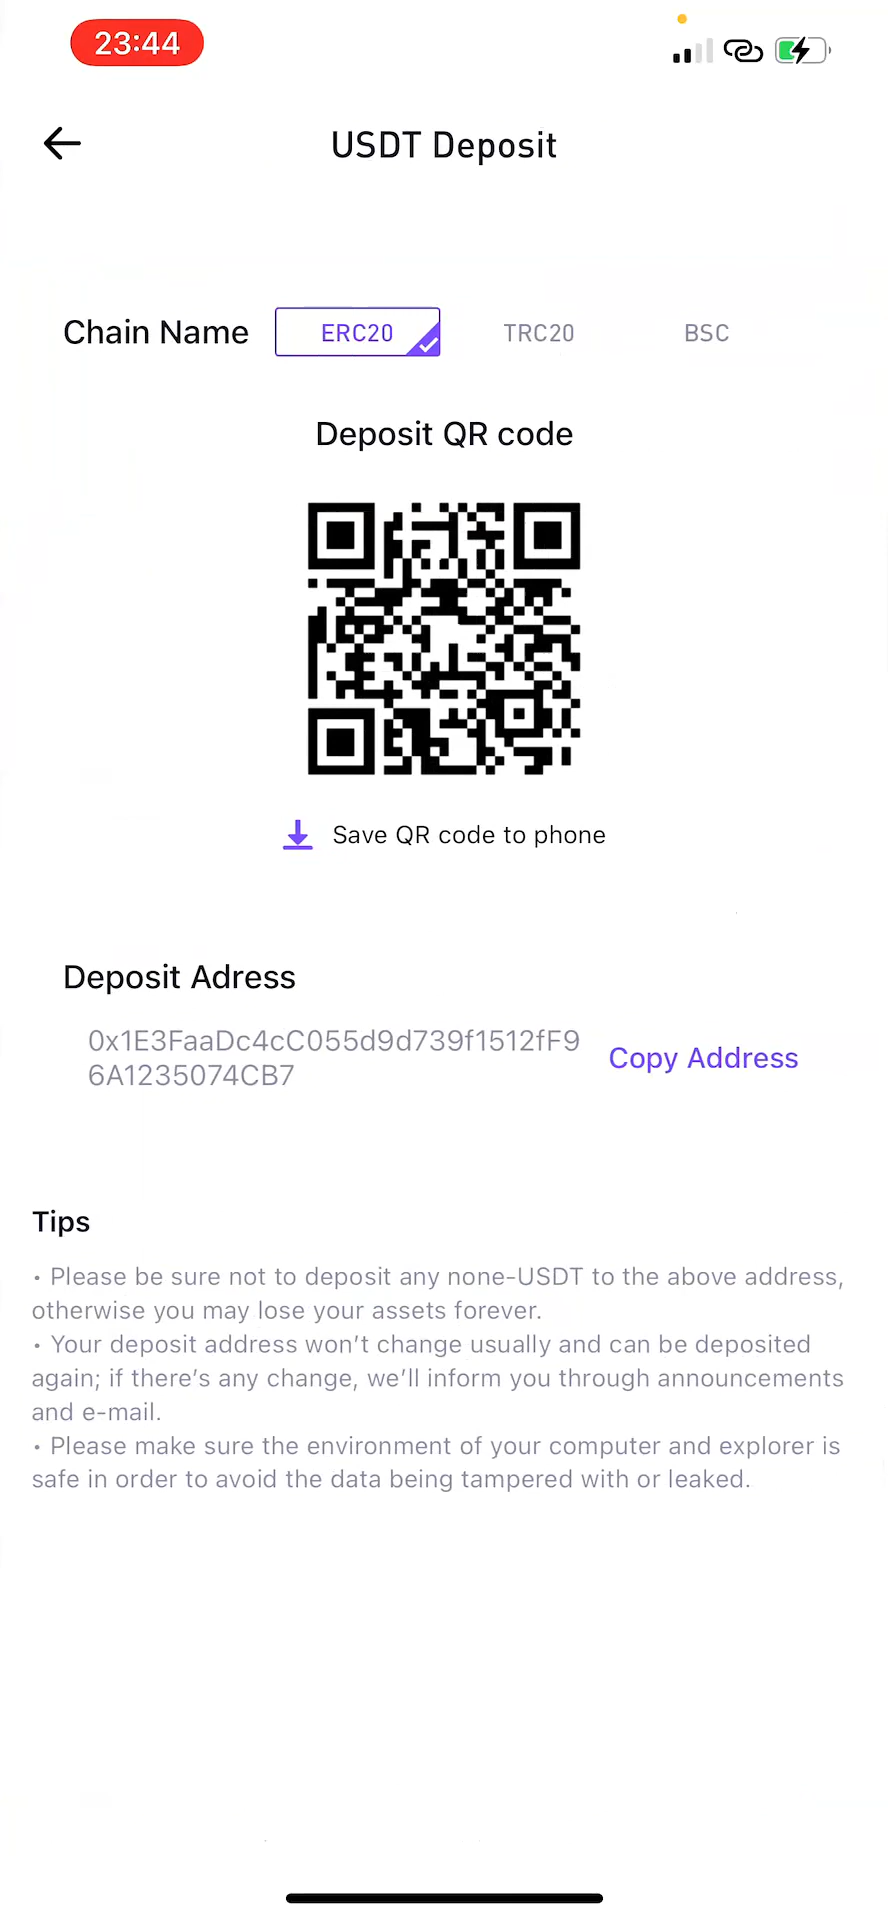 23:44
USDT Deposit
Chain Name ERC20 TRC20 BSC
Deposit QR code
Save QR code to phone
Deposit Adress
0x1E3FaaDc4cC055d9d739f1512fF9
6A1235074CB7
Copy Address
Tips
• Please be sure not to deposit any none-USDT to the above address,
otherwise you may lose your assets forever.
• Your deposit address won't change usually and can be deposited
again; if there's any change, we'll inform you through announcements
and e-mail.
• Please make sure the environment of your computer and explorer is
safe in order to avoid the data being tampered with or leaked.